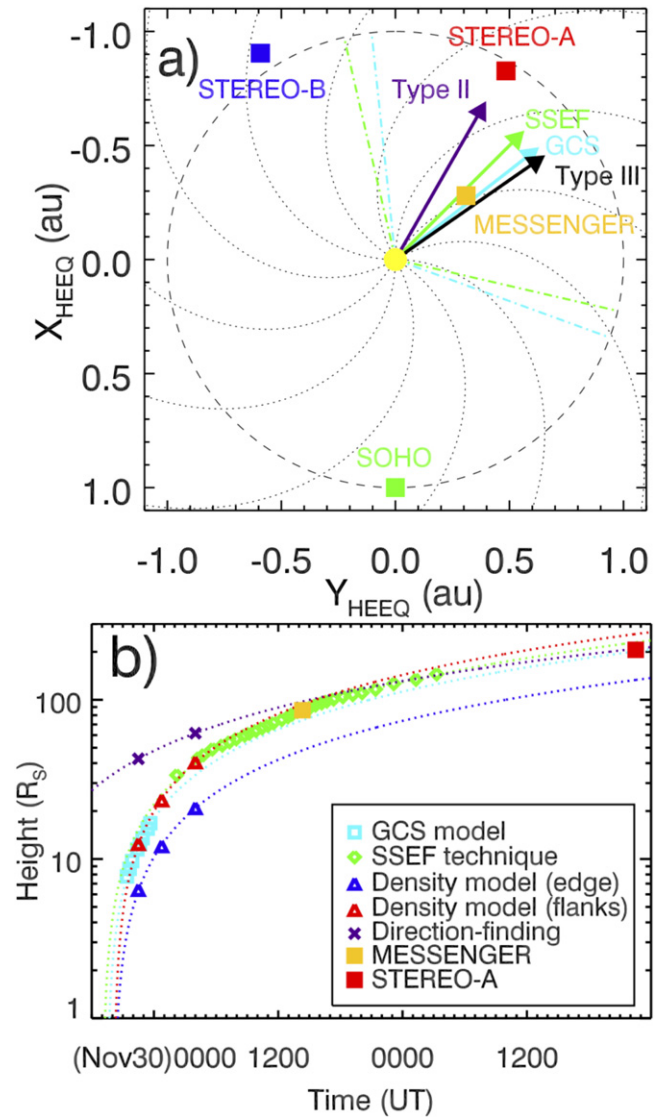 a)
-1.0
-0.5
0.0
0.5
1.0
X_HEEQ (au)
STEREO-A
STEREO-B
Type II
SSEF
GCS
Type III
MESSENGER
SOHO
-1.0 -0.5 0.0 0.5 1.0
Y_HEEQ (au)
b)
100
10
1
Height (R_S)
GCS model
SSEF technique
Density model (edge)
Density model (flanks)
Direction-finding
MESSENGER
STEREO-A
(Nov30)0000 1200 0000 1200
Time (UT)